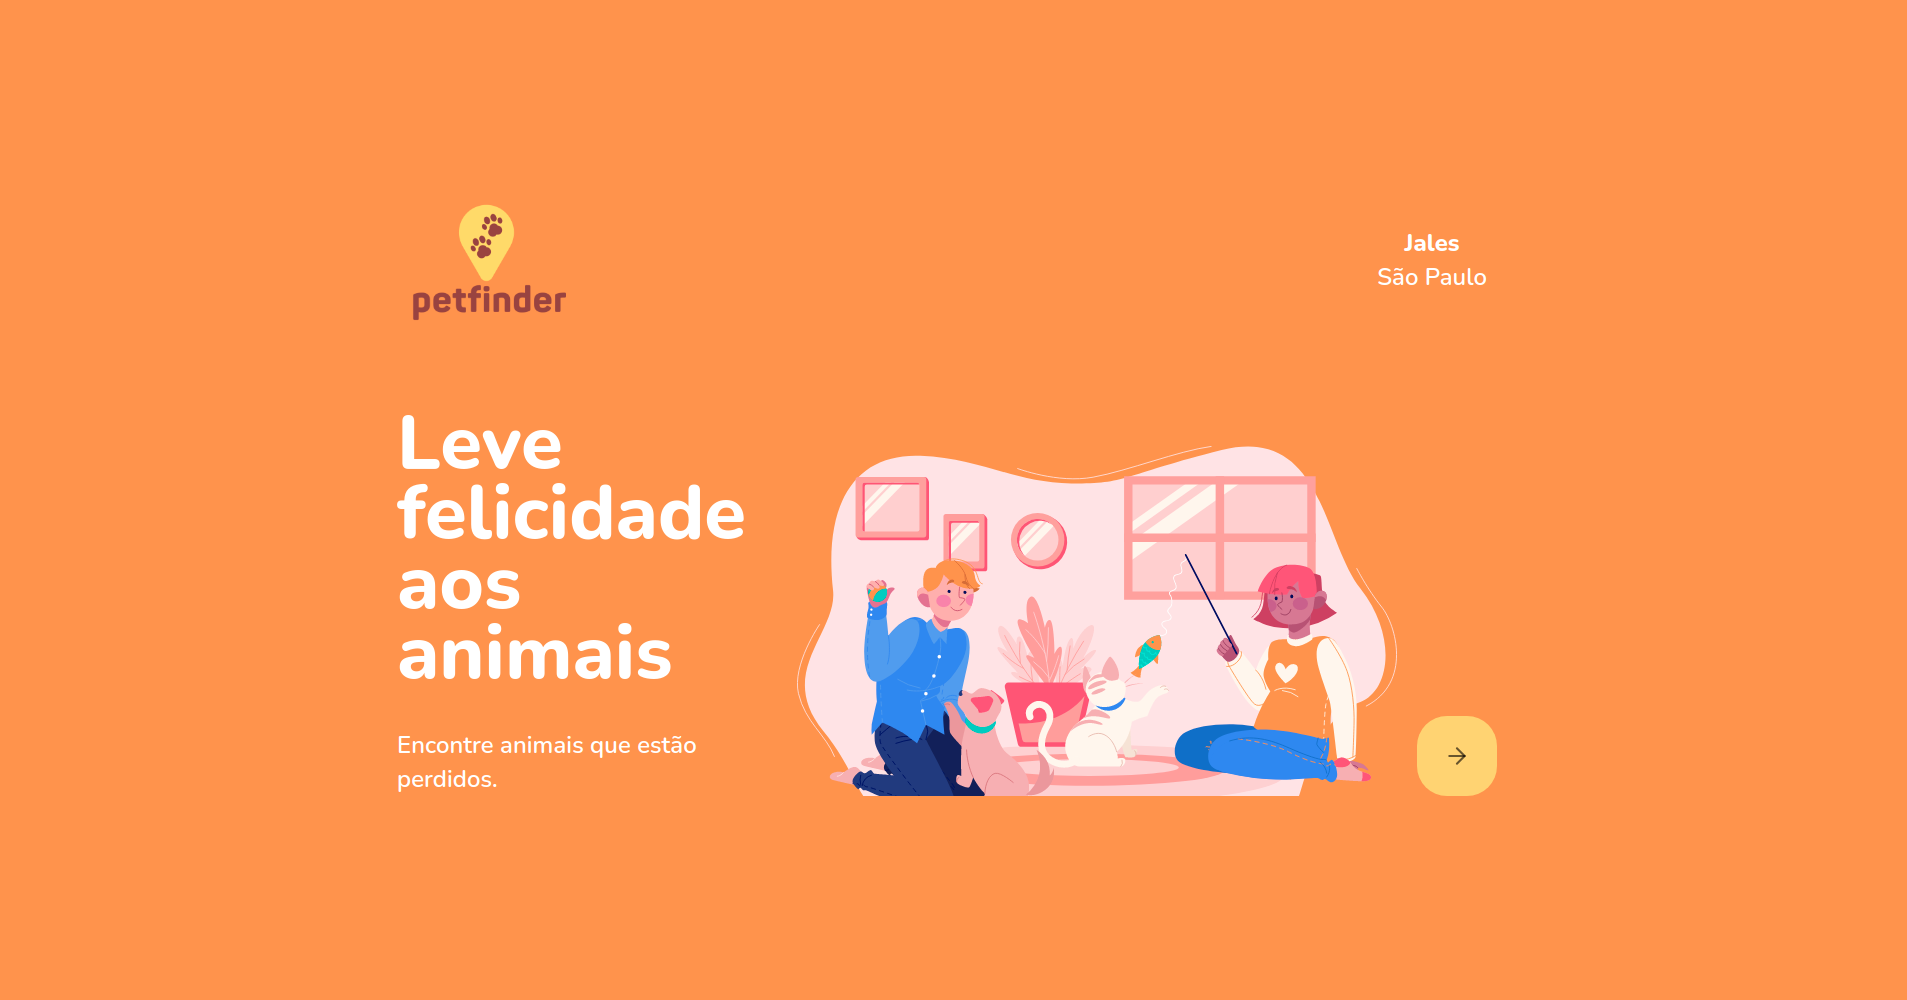 petfinder
Jales
São Paulo
Leve
felicidade
aos
animais
Encontre animais que estão
perdidos.